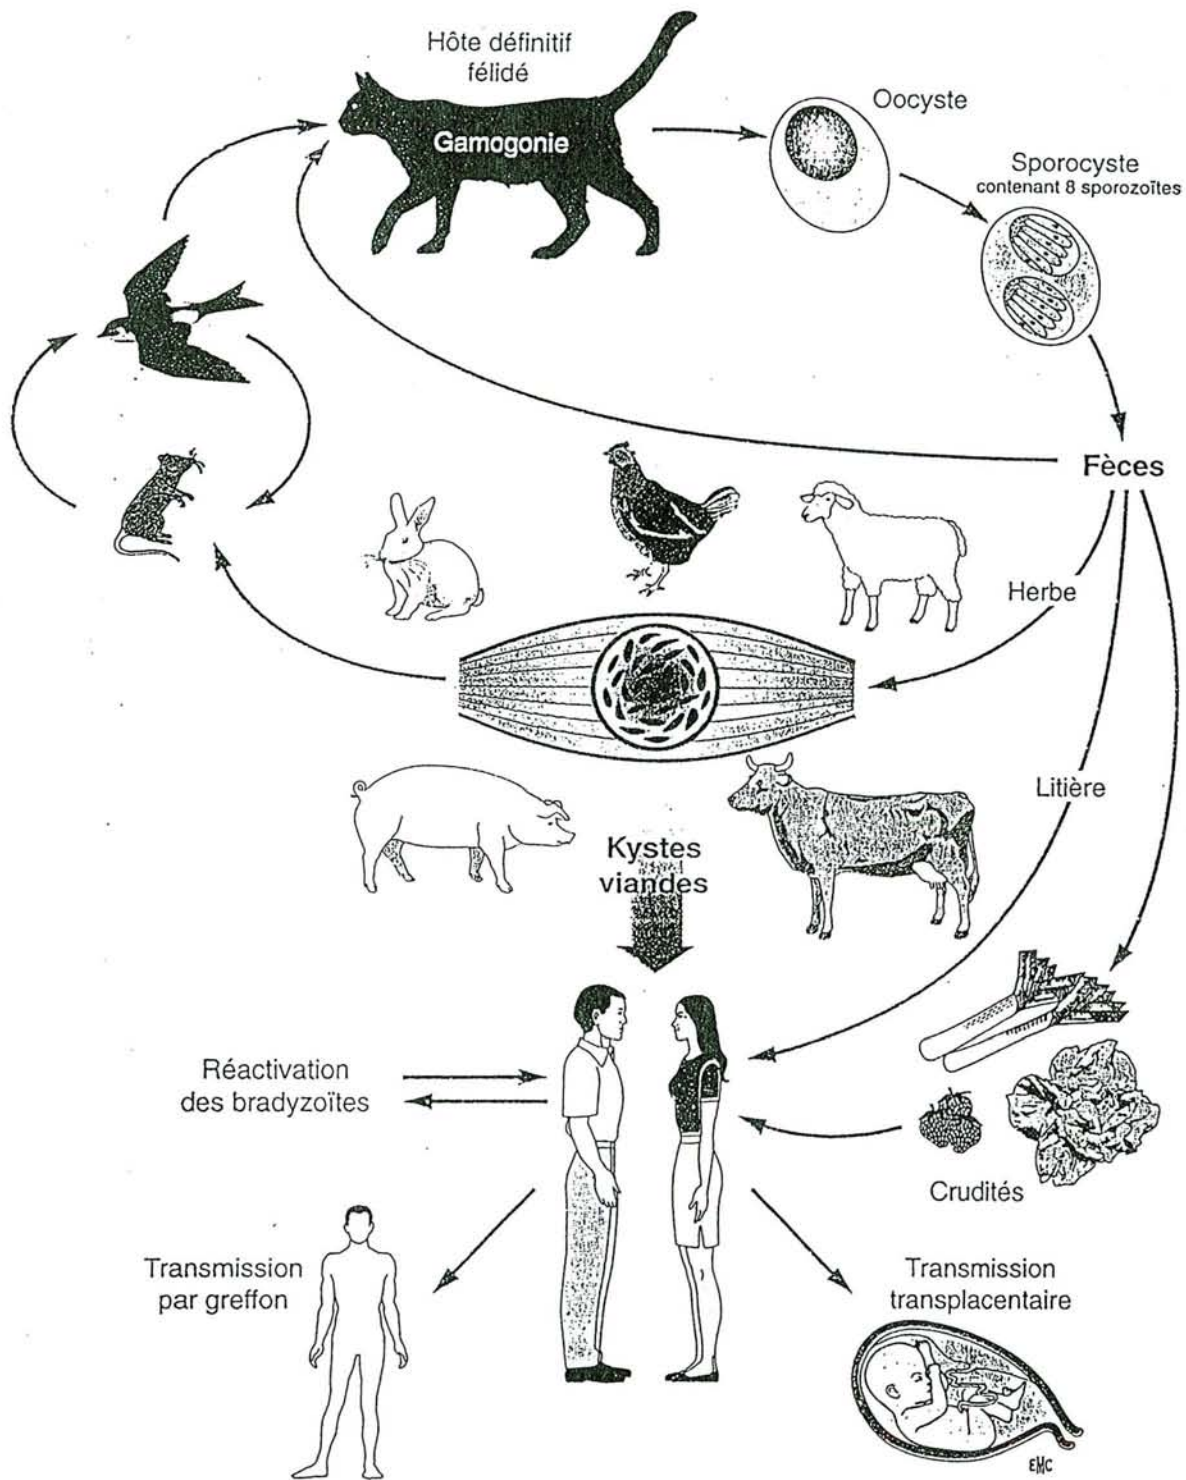 Hôte définitif
félidé
Gamogonie
Oocyste
Sporocyste
contenant 8 sporozoïtes
Fèces
Herbe
Litière
Kystes
viandes
Réactivation
des bradyzoïtes
Crudités
Transmission
par greffon
Transmission
transplacentaire
EMC